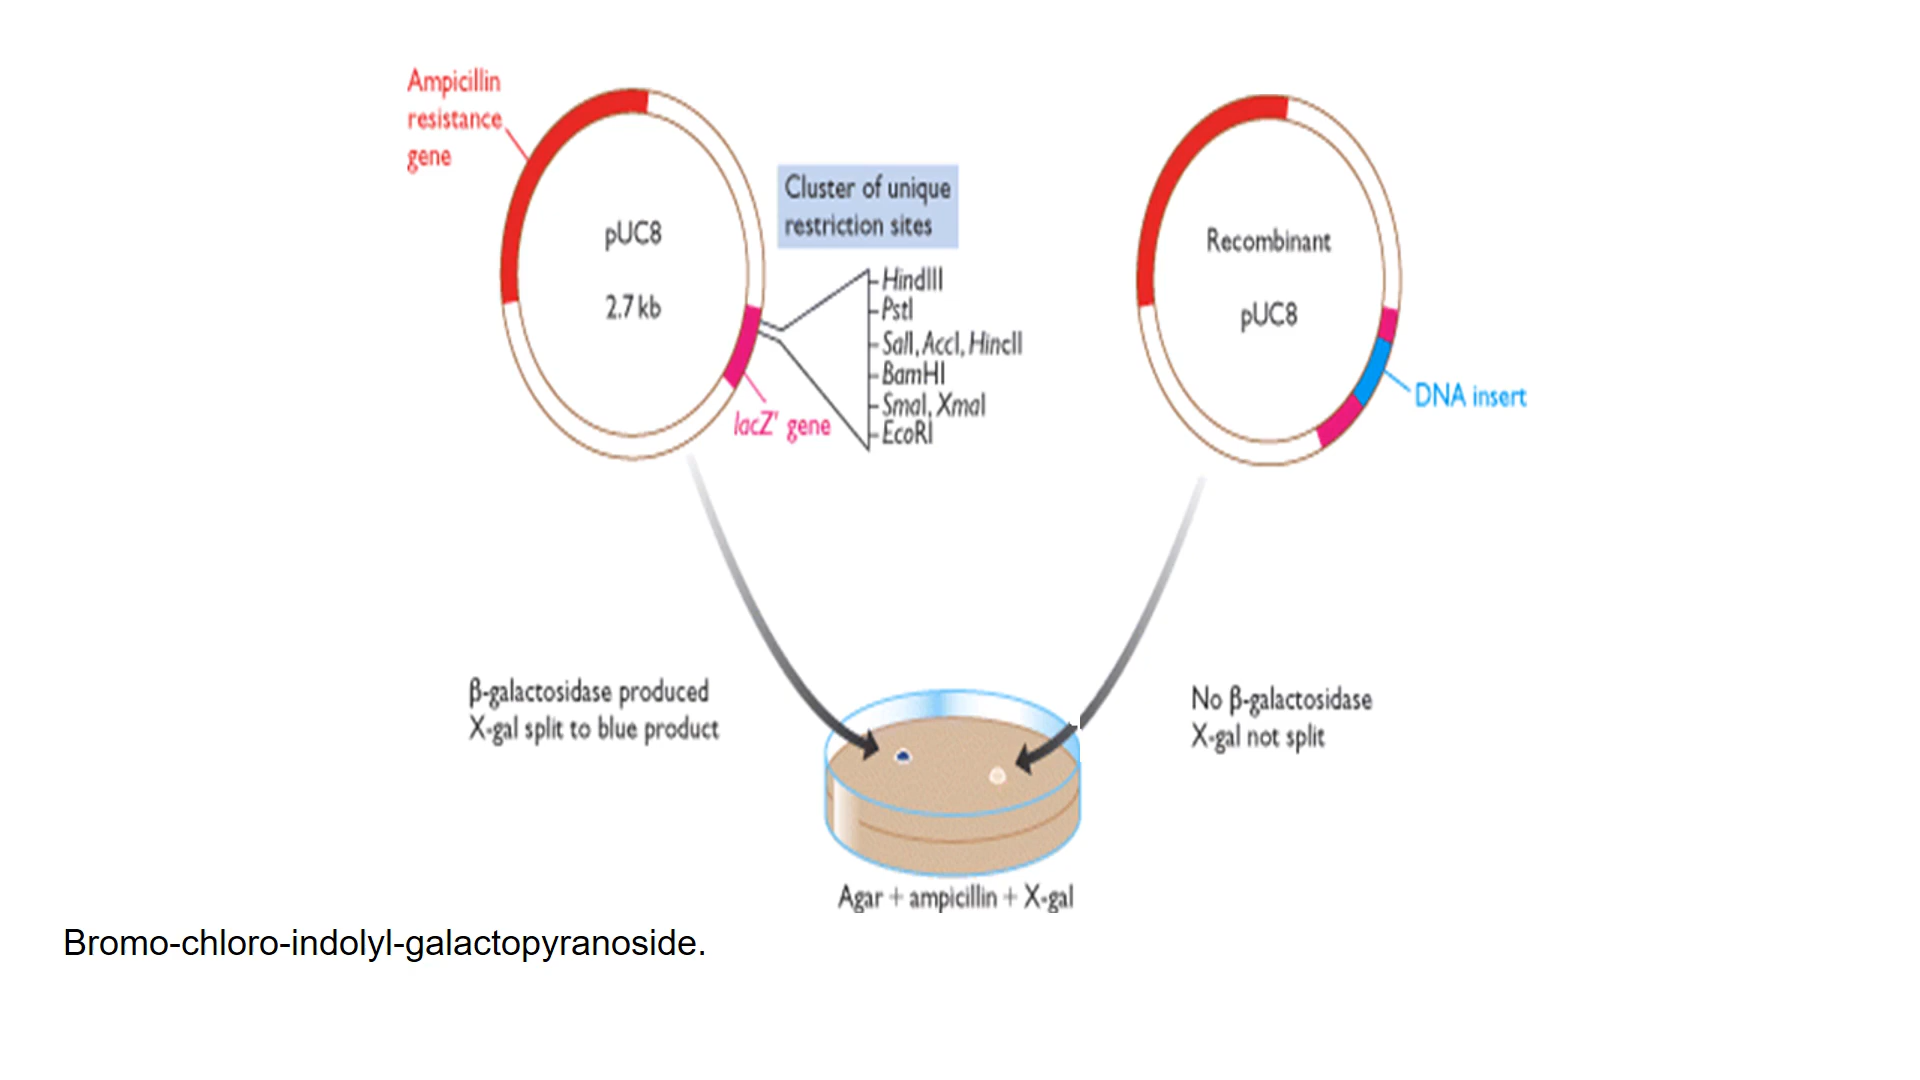 Ampicillin
resistance
gene
pUC8
2.7 kb
Cluster of unique
restriction sites
HindIII
PstI
SalI, AccI, HincII
BamHI
SmaI, XmaI
EcoRI
lacZ' gene
Recombinant
pUC8
DNA insert
β-galactosidase produced
X-gal split to blue product
No β-galactosidase
X-gal not split
Agar + ampicillin + X-gal
Bromo-chloro-indolyl-galactopyranoside.